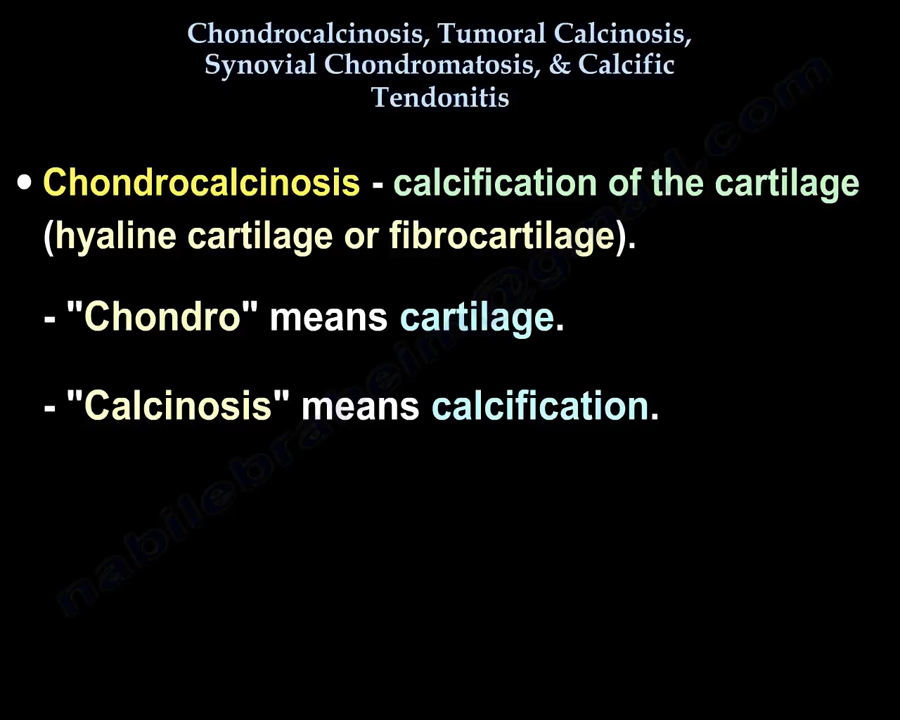 Chondrocalcinosis, Tumoral Calcinosis,
Synovial Chondromatosis, & Calcific
Tendonitis
• Chondrocalcinosis - calcification of the cartilage
(hyaline cartilage or fibrocartilage).
- "Chondro" means cartilage.
- "Calcinosis" means calcification.